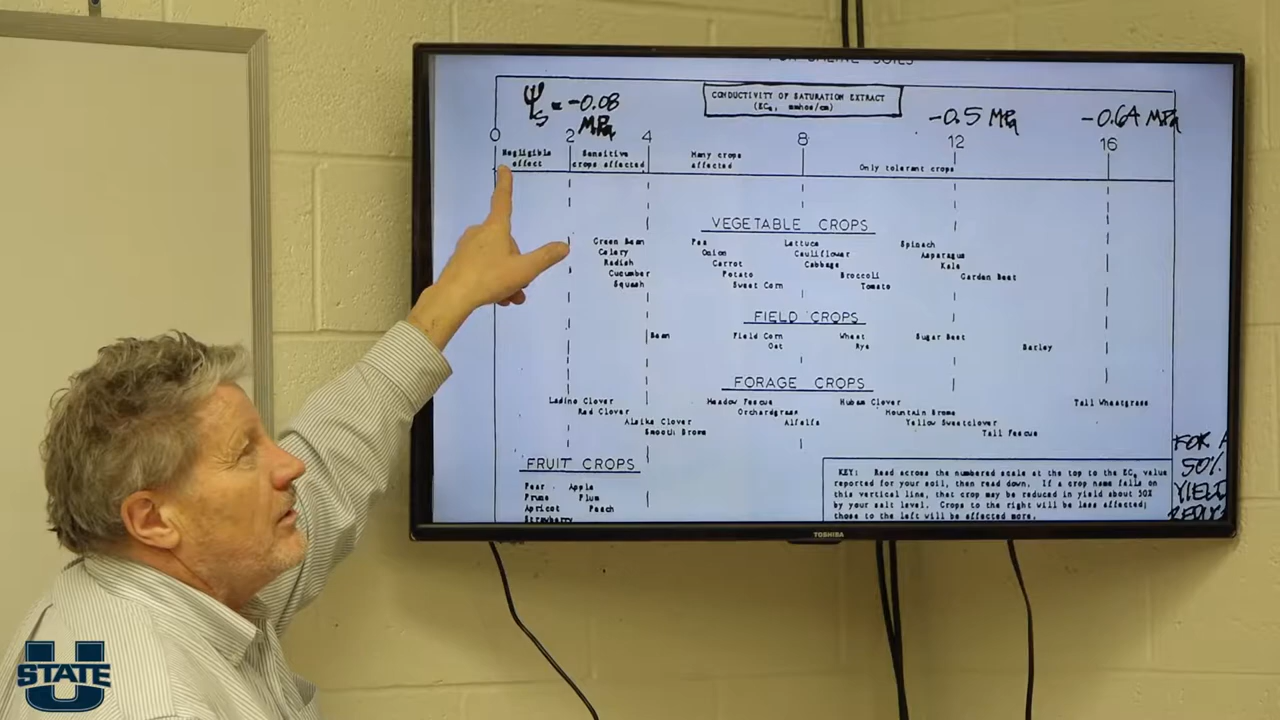 FOR SALINE SOILS
CONDUCTIVITY OF SATURATION EXTRACT
(ECe, mmhos/cm)
Ψs = -0.08
MPa
-0.5 MPa
-0.64 MPa
0 2 4 8 12 16
Negligible
effect
Sensitive
crops affected
Many crops
affected
Only tolerant crops
VEGETABLE CROPS
Green Bean Pea Lettuce Spinach
Celery Onion Cauliflower Asparagus
Radish Carrot Cabbage Kale
Cucumber Potato Broccoli Garden Beet
Squash Sweet Corn Tomato
FIELD CROPS
Bean Field Corn Wheat Sugar Beet
Oat Rye Barley
FORAGE CROPS
Ladino Clover Meadow Fescue Hubam Clover Tall Wheatgrass
Red Clover Orchardgrass Mountain Brome
Alsike Clover Alfalfa Yellow Sweetclover
Smooth Brome Tall Fescue
FRUIT CROPS
Pear Apple
Prune Plum
Apricot Peach
Strawberry
KEY: Read across the numbered scale at the top to the ECe value
reported for your soil, then read down. If a crop name falls on
this vertical line, that crop may be reduced in yield about 50%
by your salt level. Crops to the right will be less affected;
those to the left will be affected more.
FOR A
50%
YIELD
REDUC
TOSHIBA
U
STATE